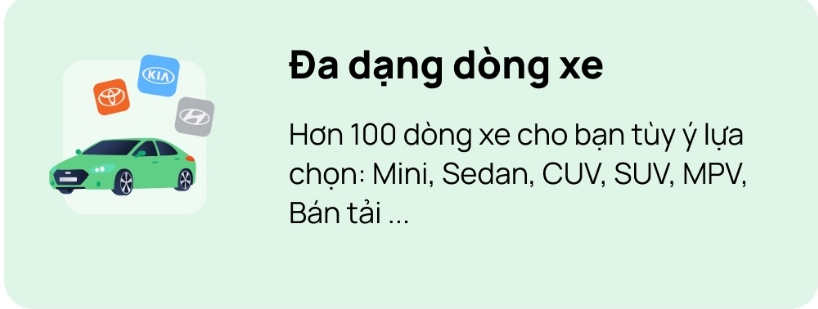 KIA
Đa dạng dòng xe
Hơn 100 dòng xe cho bạn tùy ý lựa
chọn: Mini, Sedan, CUV, SUV, MPV,
Bán tải ...